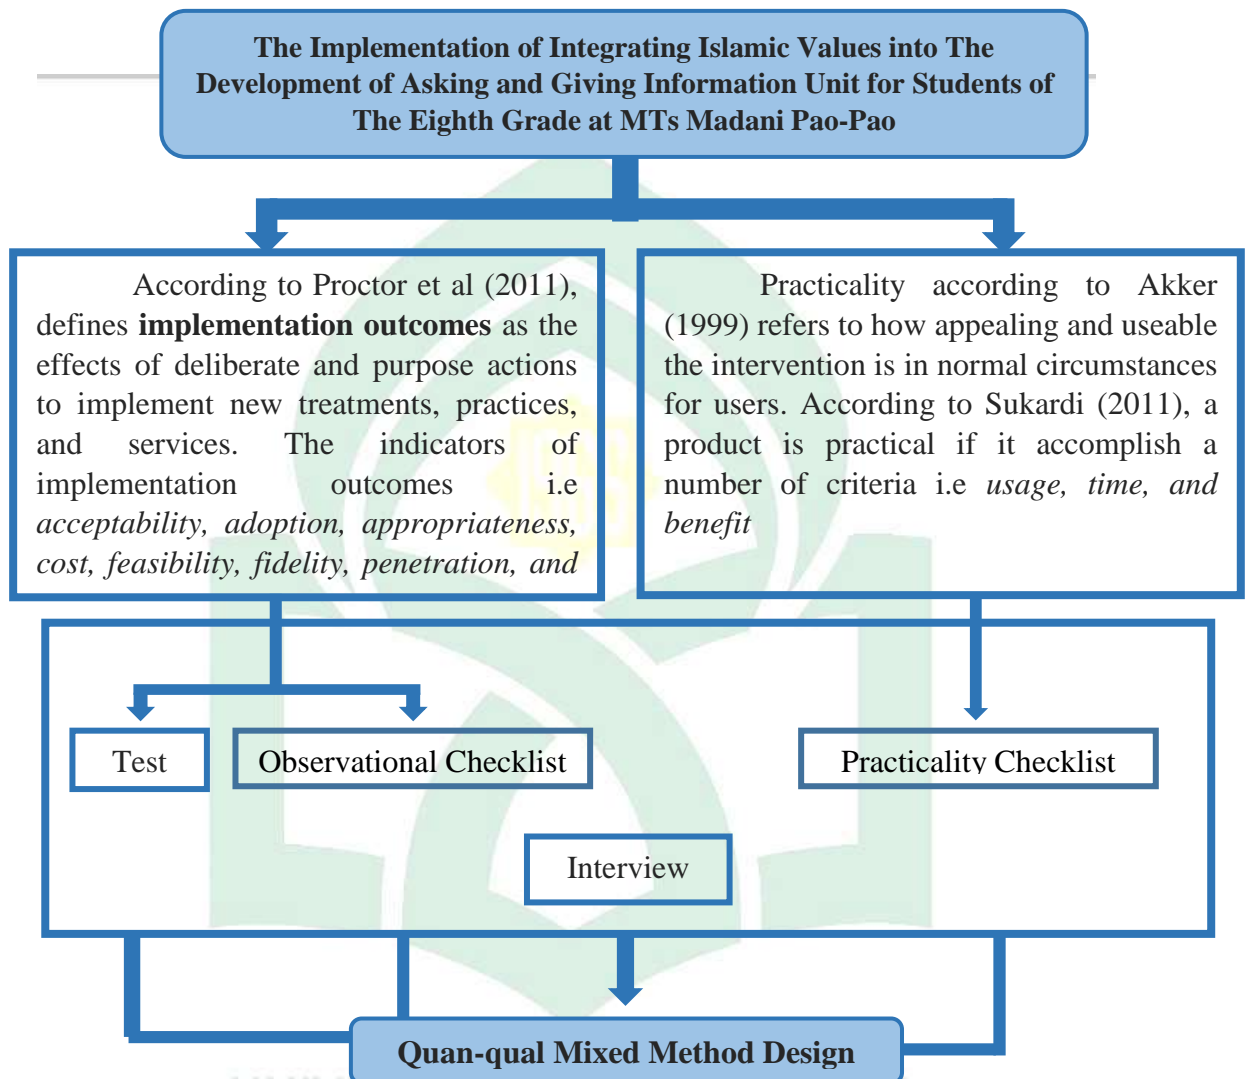 The Implementation of Integrating Islamic Values into The
Development of Asking and Giving Information Unit for Students of
The Eighth Grade at MTs Madani Pao-Pao
According to Proctor et al (2011),
defines implementation outcomes as the
effects of deliberate and purpose actions
to implement new treatments, practices,
and services. The indicators of
implementation outcomes i.e
acceptability, adoption, appropriateness,
cost, feasibility, fidelity, penetration, and
Practicality according to Akker
(1999) refers to how appealing and useable
the intervention is in normal circumstances
for users. According to Sukardi (2011), a
product is practical if it accomplish a
number of criteria i.e usage, time, and
benefit
Test
Observational Checklist
Practicality Checklist
Interview
Quan-qual Mixed Method Design